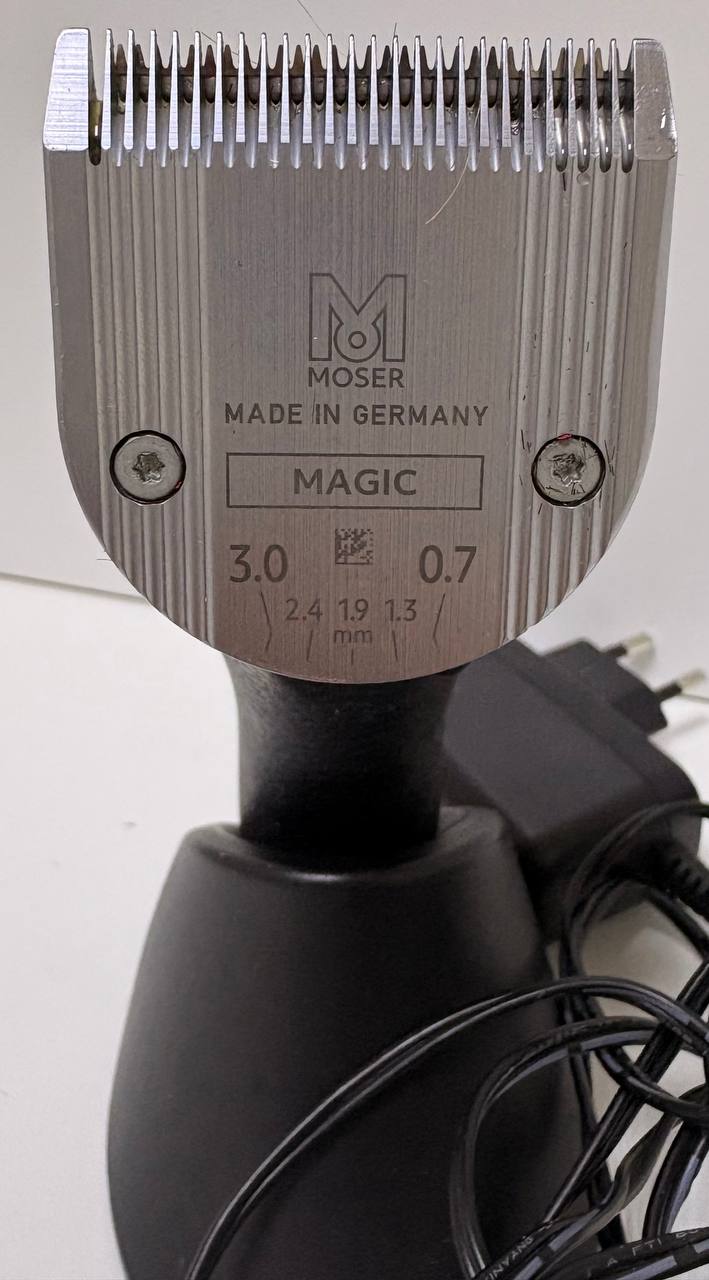 MOSER
MADE IN GERMANY
MAGIC
3.0 0.7
2.4 1.9 1.3
mm